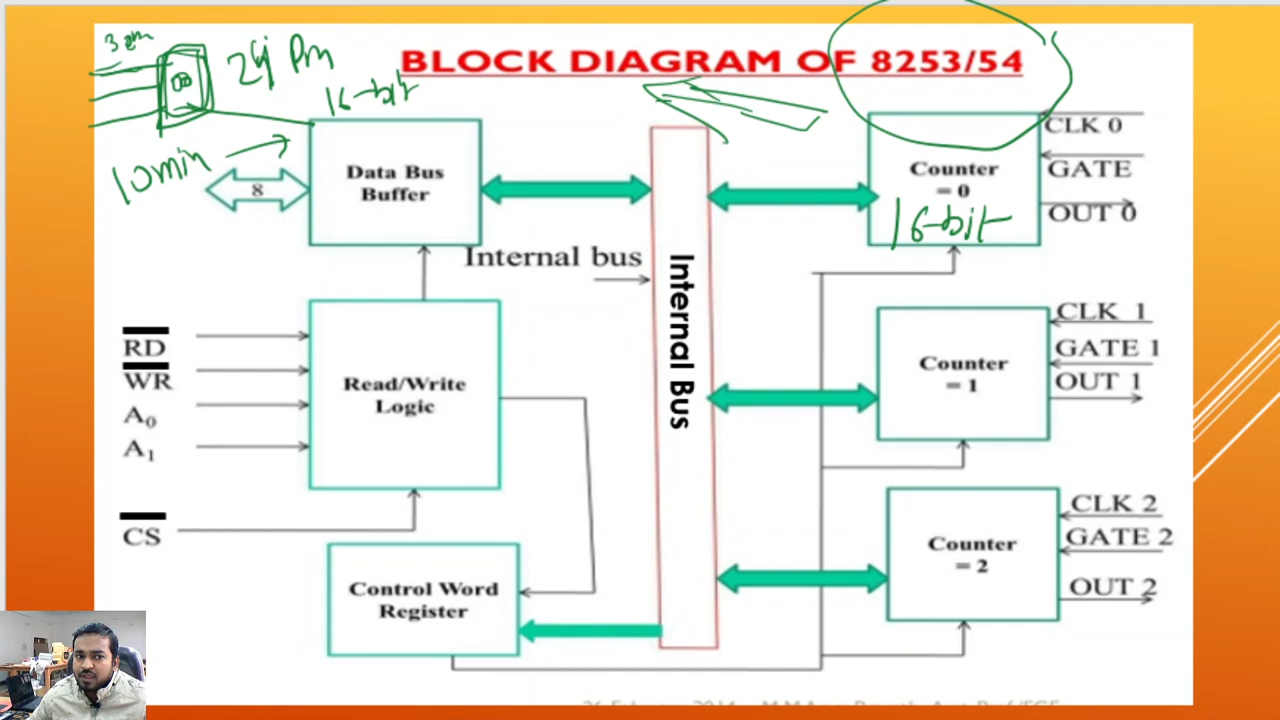 BLOCK DIAGRAM OF 8253/54
24 Pm
16-bit
10min
8
Data Bus
Buffer
Internal bus
RD
WR
A0
A1
CS
Read/Write
Logic
Control Word
Register
Internal Bus
Counter
= 0
16-bit
CLK 0
GATE
OUT 0
Counter
= 1
CLK 1
GATE 1
OUT 1
Counter
= 2
CLK 2
GATE 2
OUT 2